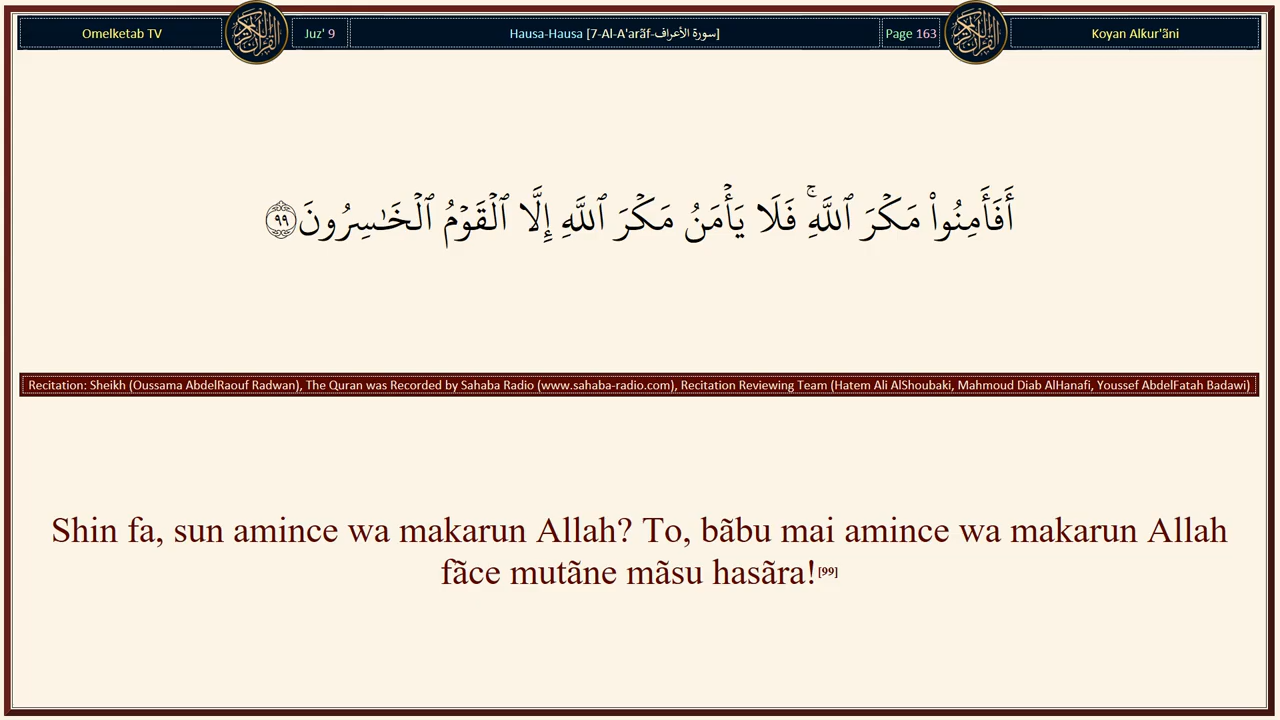 Omelketab TV
Juz' 9
Hausa-Hausa [7-Al-A'arãf-سورة الأعراف]
Page 163
Koyan Alƙur'ãni
أَفَأَمِنُوا۟ مَكْرَ ٱللَّهِ ۚ فَلَا يَأْمَنُ مَكْرَ ٱللَّهِ إِلَّا ٱلْقَوْمُ ٱلْخَـٰسِرُونَ ٩٩
Recitation: Sheikh (Oussama AbdelRaouf Radwan), The Quran was Recorded by Sahaba Radio (www.sahaba-radio.com), Recitation Reviewing Team (Hatem Ali AlShoubaki, Mahmoud Diab AlHanafi, Youssef AbdelFatah Badawi)
Shin fa, sun amince wa makarun Allah? To, bãbu mai amince wa makarun Allah
fãce mutãne mãsu hasãra![99]